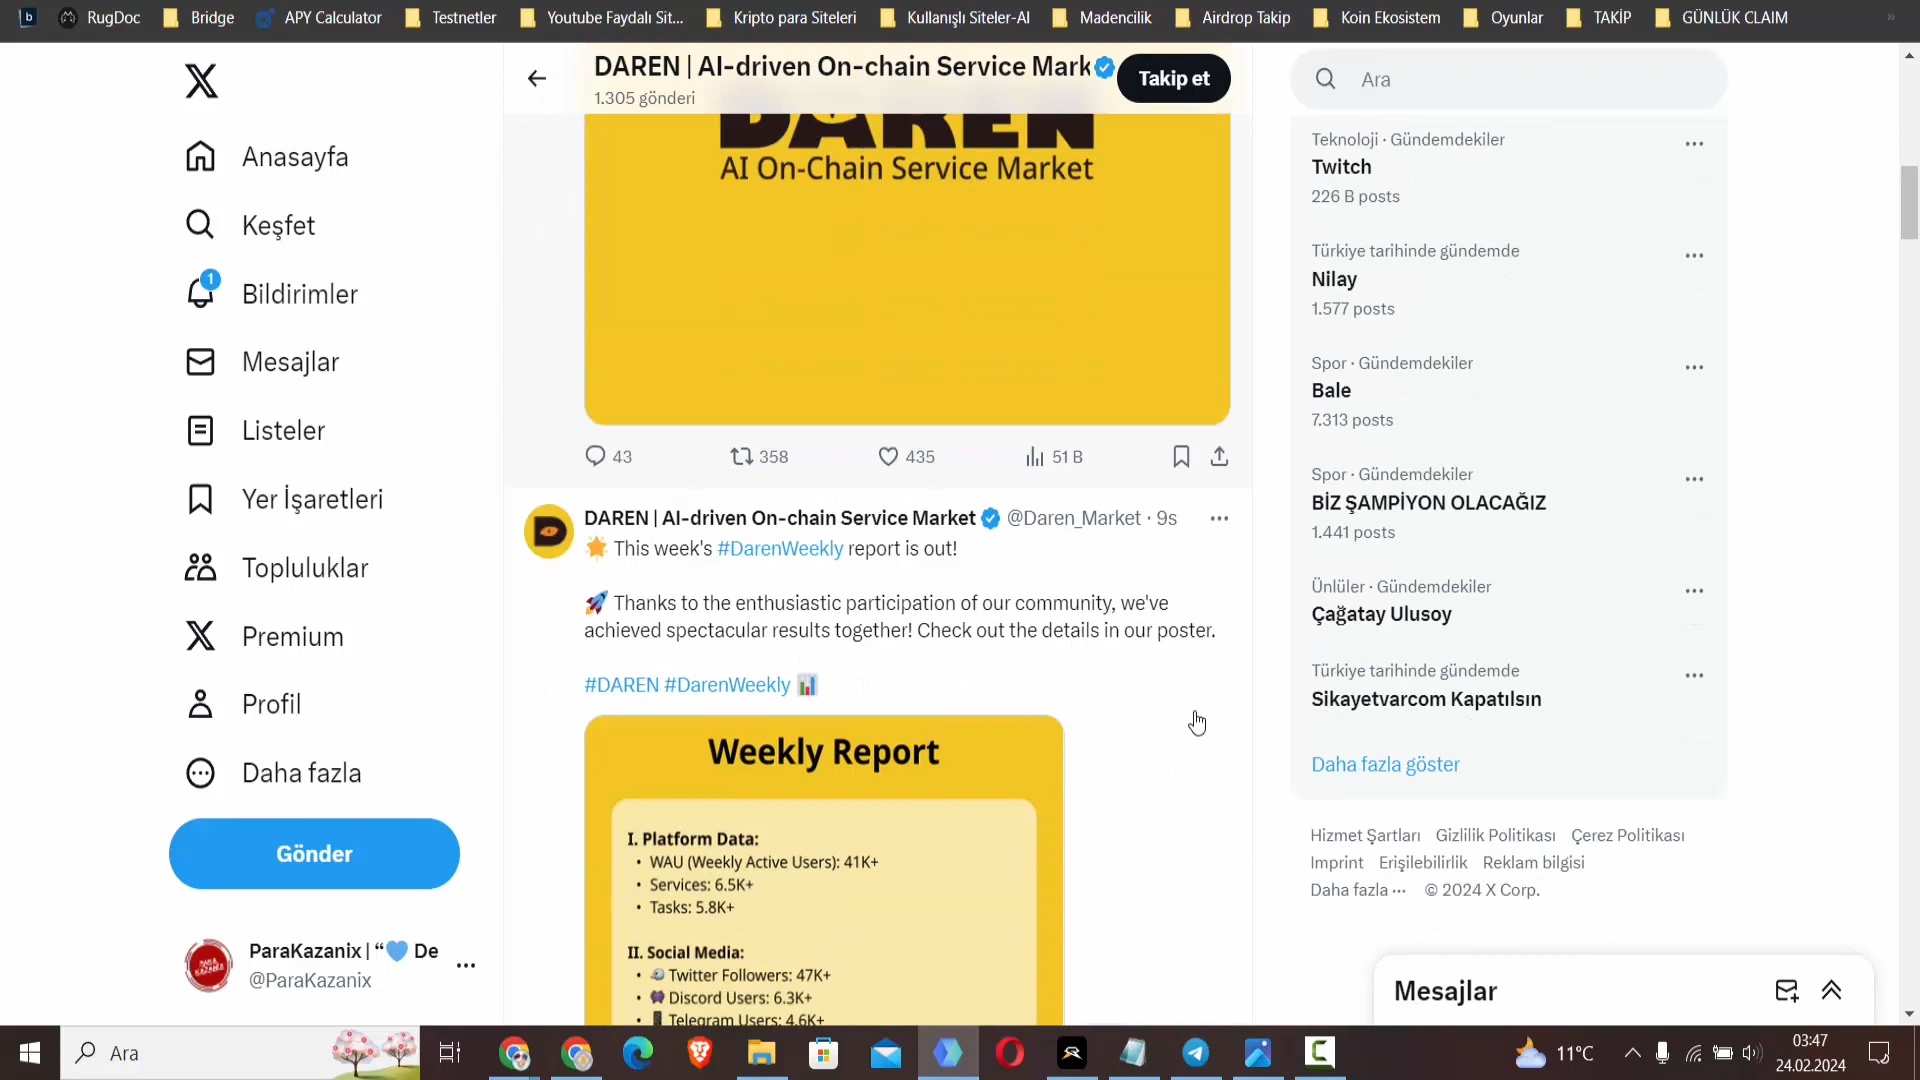 RugDoc Bridge APY Calculator Testnetler Youtube Faydalı Sit... Kripto para Siteleri Kullanışlı Siteler-AI Madencilik Airdrop Takip Koin Ekosistem Oyunlar TAKİP GÜNLÜK CLAIM »
DAREN | AI-driven On-chain Service Mark
1.305 gönderi
Takip et
Ara
Anasayfa
Keşfet
1
Bildirimler
Mesajlar
Listeler
Yer İşaretleri
Topluluklar
Premium
Profil
Daha fazla
Gönder
ParaKazanix | “💙 De
@ParaKazanix
DAREN
AI On-Chain Service Market
43 358 435 51 B
DAREN | AI-driven On-chain Service Market @Daren_Market · 9s
🌟 This week's #DarenWeekly report is out!
🚀 Thanks to the enthusiastic participation of our community, we've
achieved spectacular results together! Check out the details in our poster.
#DAREN #DarenWeekly 📊
Weekly Report
I. Platform Data:
• WAU (Weekly Active Users): 41K+
• Services: 6.5K+
• Tasks: 5.8K+
II. Social Media:
• Twitter Followers: 47K+
• Discord Users: 6.3K+
• Telegram Users: 4.6K+
Teknoloji · Gündemdekiler
Twitch
226 B posts
Türkiye tarihinde gündemde
Nilay
1.577 posts
Spor · Gündemdekiler
Bale
7.313 posts
Spor · Gündemdekiler
BİZ ŞAMPİYON OLACAĞIZ
1.441 posts
Ünlüler · Gündemdekiler
Çağatay Ulusoy
Türkiye tarihinde gündemde
Sikayetvarcom Kapatılsın
Daha fazla göster
Hizmet Şartları Gizlilik Politikası Çerez Politikası
Imprint Erişilebilirlik Reklam bilgisi
Daha fazla ··· © 2024 X Corp.
Mesajlar
Ara
11°C
03:47
24.02.2024